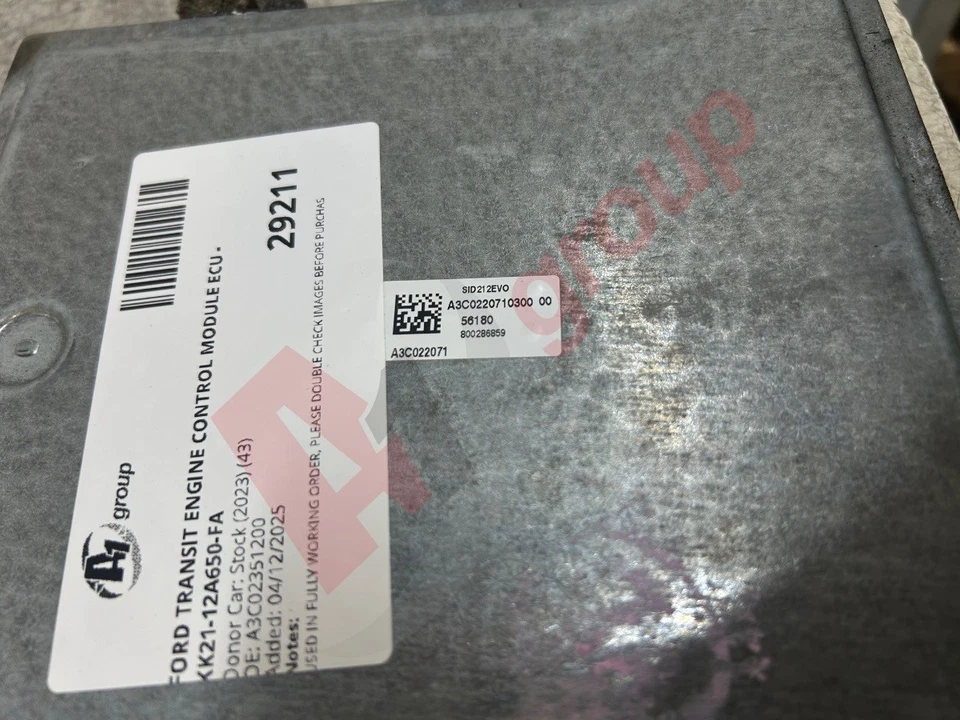 A1 group
FORD TRANSIT ENGINE CONTROL MODULE ECU -
KK21-12A650-FA
Donor Car: Stock (2023) (43)
OE: A3C02351200
Added: 04/12/2025
Notes:
USED IN FULLY WORKING ORDER, PLEASE DOUBLE CHECK IMAGES BEFORE PURCHAS
29211
SID212EVO
A3C0220710300 00
56180
800286859
A3C022071
A1 group